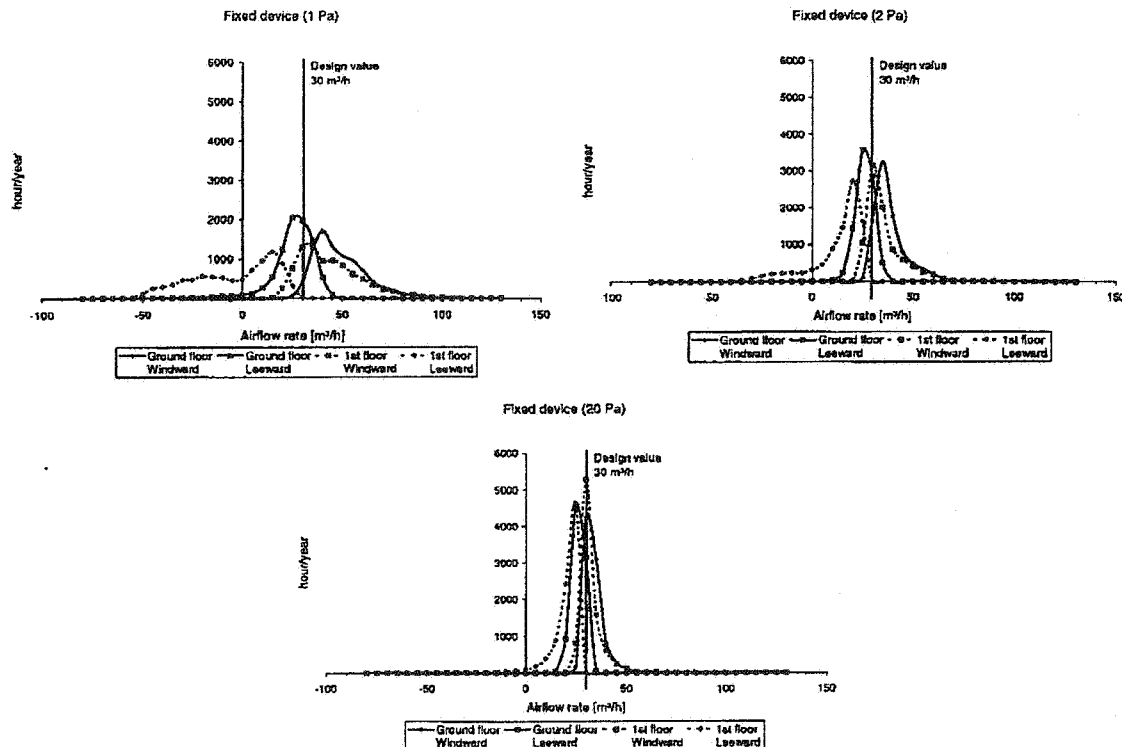 Fixed device (1 Pa)
6000
5000
4000
3000
2000
1000
0
Design value
30 m³/h
hour/year
-100
-50
0
50
100
150
Airflow rate [m³/h]
Ground floor Windward
Ground floor Leeward
1st floor Windward
1st floor Leeward
Fixed device (2 Pa)
6000
5000
4000
3000
2000
1000
0
Design value
30 m³/h
hour/year
-100
-50
0
50
100
150
Airflow rate [m³/h]
Ground floor Windward
Ground floor Leeward
1st floor Windward
1st floor Leeward
Fixed device (20 Pa)
6000
5000
4000
3000
2000
1000
0
Design value
30 m³/h
hour/year
-100
-50
0
50
100
150
Airflow rate [m³/h]
Ground floor Windward
Ground floor Leeward
1st floor Windward
1st floor Leeward